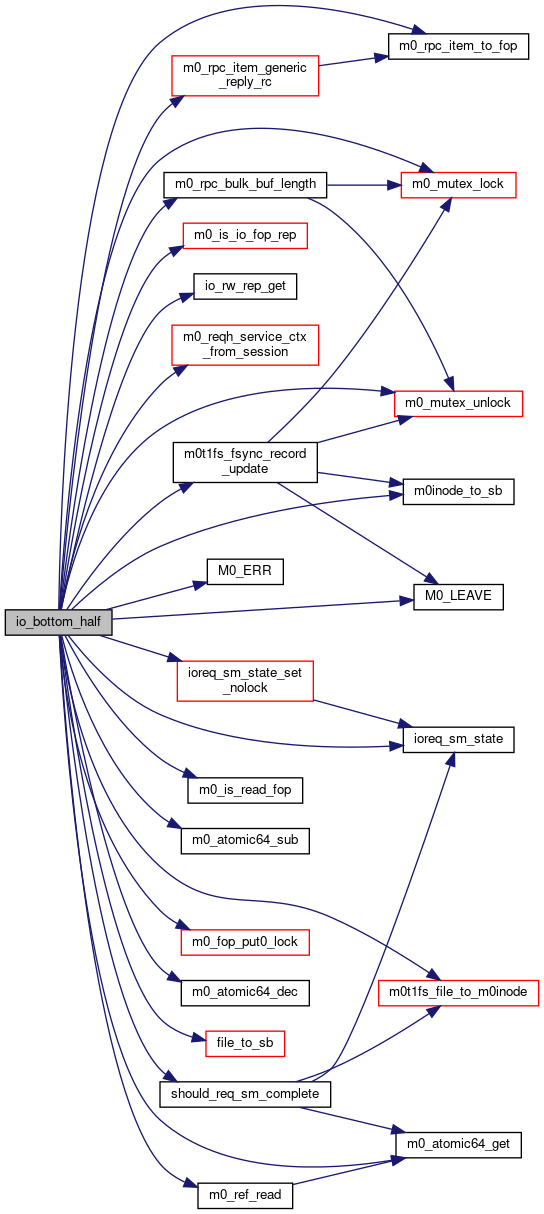 m0_rpc_item_to_fop
m0_rpc_item_generic
_reply_rc
m0_rpc_bulk_buf_length
m0_mutex_lock
m0_is_io_fop_rep
io_rw_rep_get
m0_reqh_service_ctx
_from_session
m0_mutex_unlock
m0t1fs_fsync_record
_update
m0inode_to_sb
M0_ERR
M0_LEAVE
io_bottom_half
ioreq_sm_state_set
_nolock
ioreq_sm_state
m0_is_read_fop
m0_atomic64_sub
m0_fop_put0_lock
m0_atomic64_dec
m0t1fs_file_to_m0inode
file_to_sb
should_req_sm_complete
m0_atomic64_get
m0_ref_read